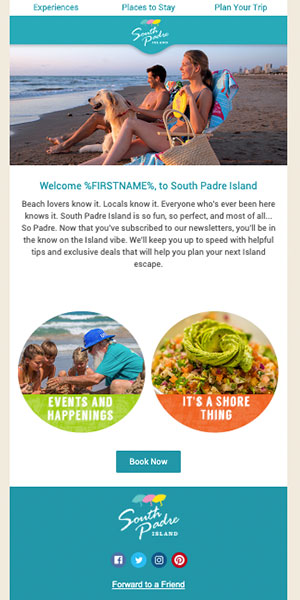 Experiences Places to Stay Plan Your Trip
South
Padre
ISLAND
Welcome %FIRSTNAME%, to South Padre Island
Beach lovers know it. Locals know it. Everyone who's ever been here
knows it. South Padre Island is so fun, so perfect, and most of all...
So Padre. Now that you've subscribed to our newsletters, you'll be in
the know on the Island vibe. We'll keep you up to speed with helpful
tips and exclusive deals that will help you plan your next Island
escape.
EVENTS AND
HAPPENINGS
IT'S A SHORE
THING
Book Now
South
Padre
ISLAND
Forward to a Friend